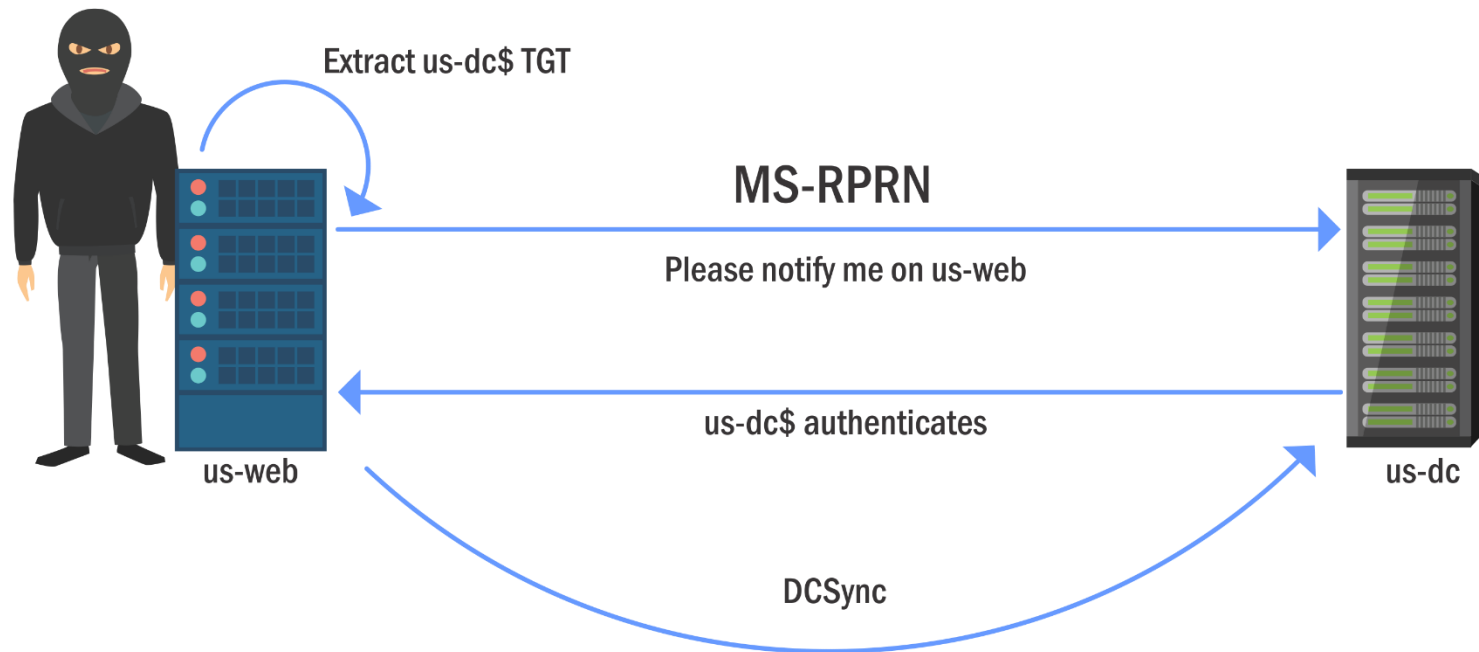 Extract us-dc$ TGT
MS-RPRN
Please notify me on us-web
us-dc$ authenticates
us-web
us-dc
DCSync